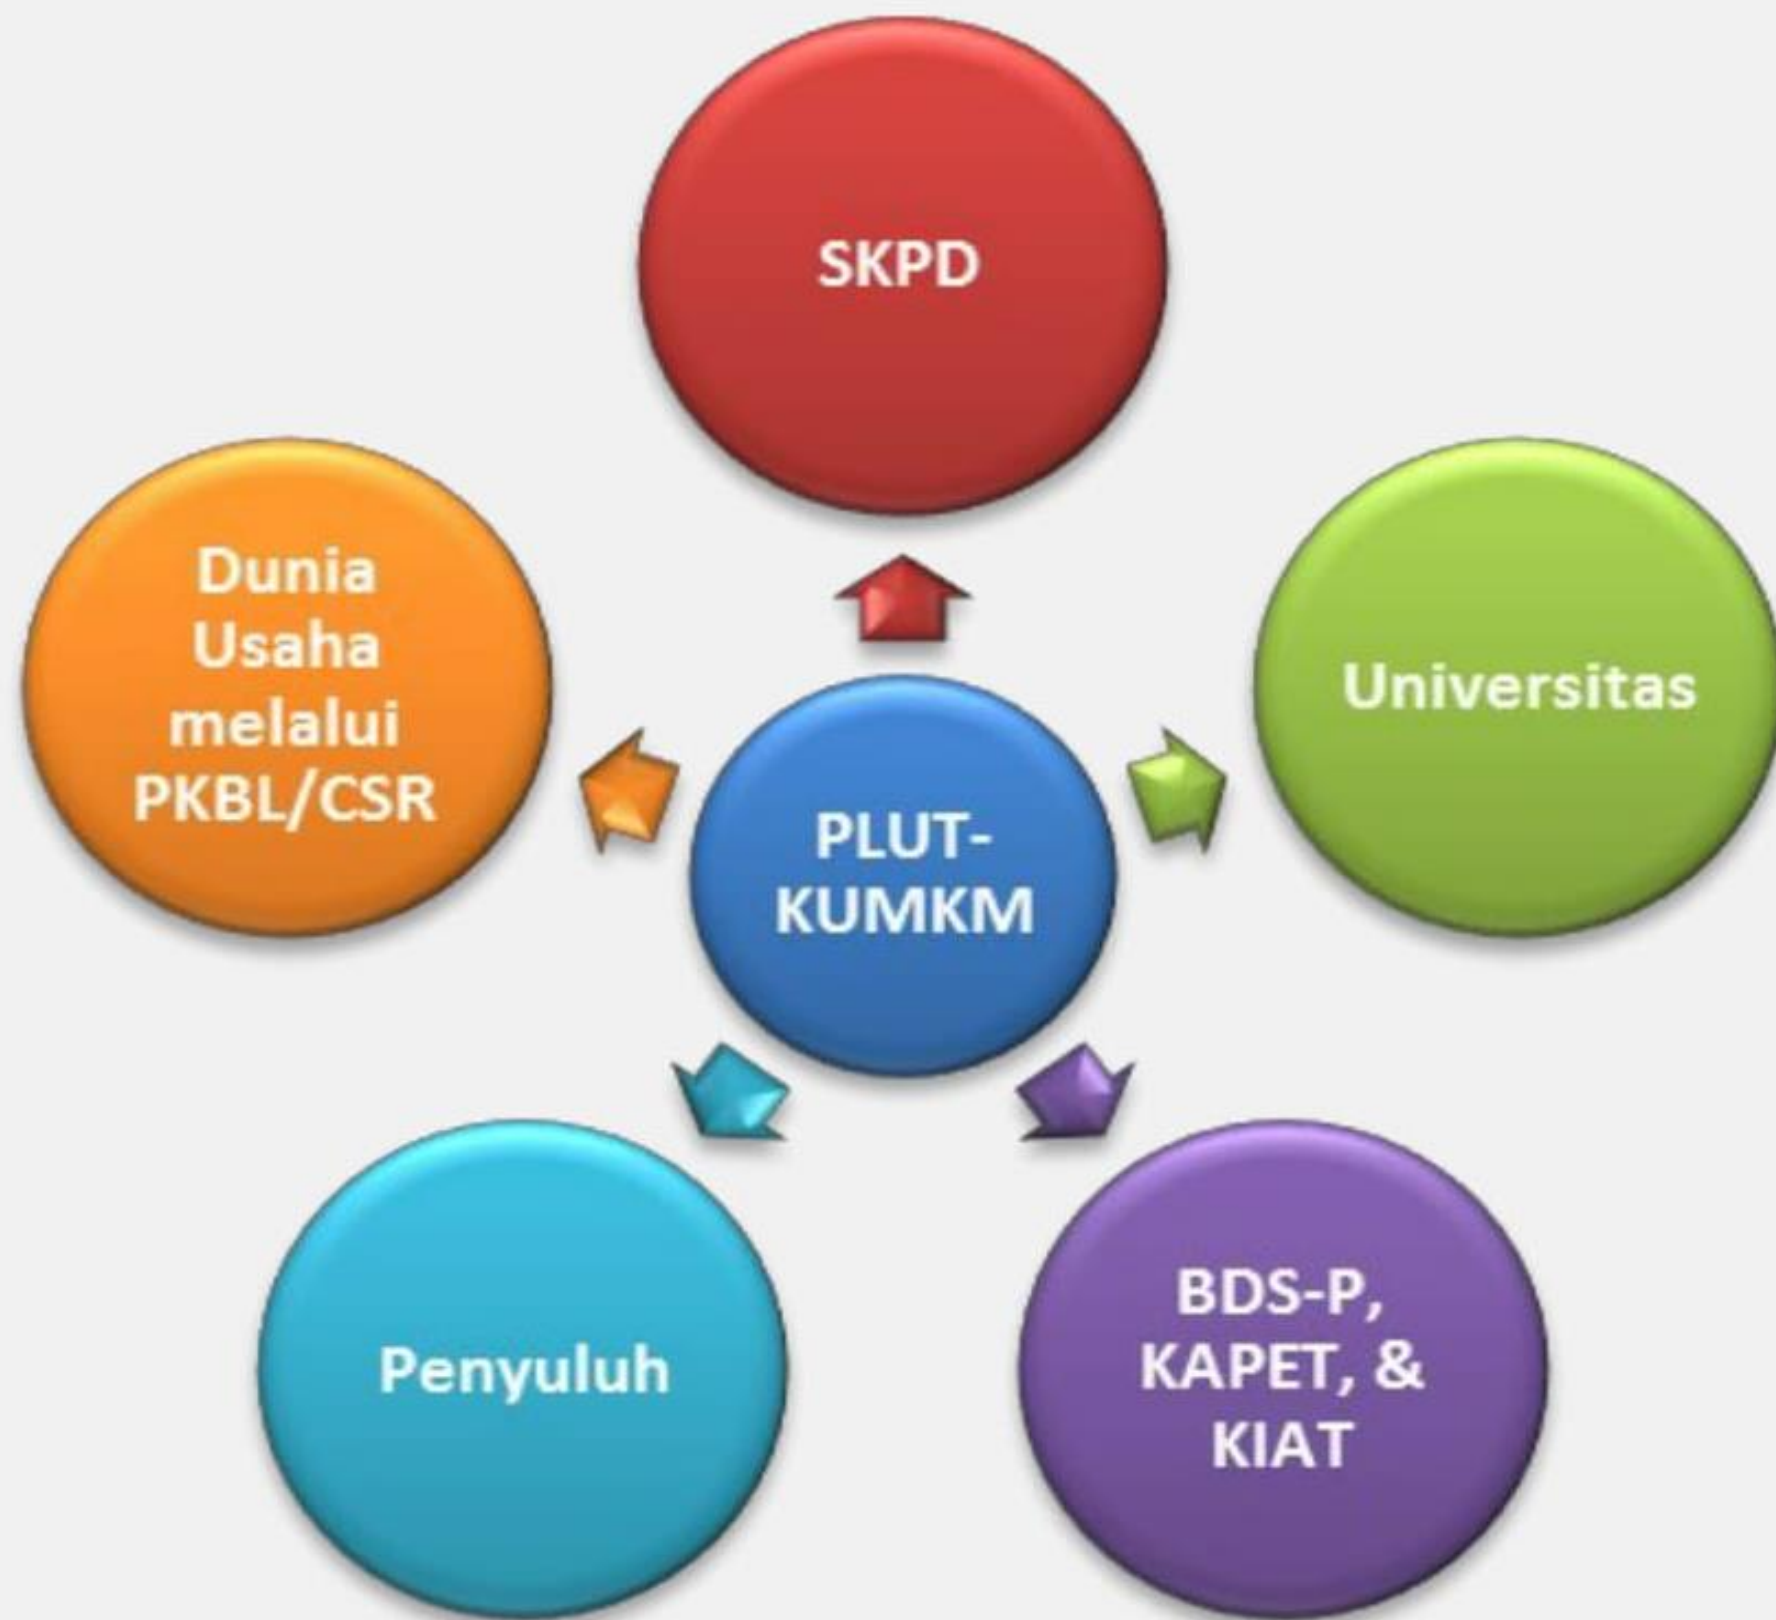 SKPD
Dunia
Usaha
melalui
PKBL/CSR
Universitas
PLUT-
KUMKM
Penyuluh
BDS-P,
KAPET, &
KIAT